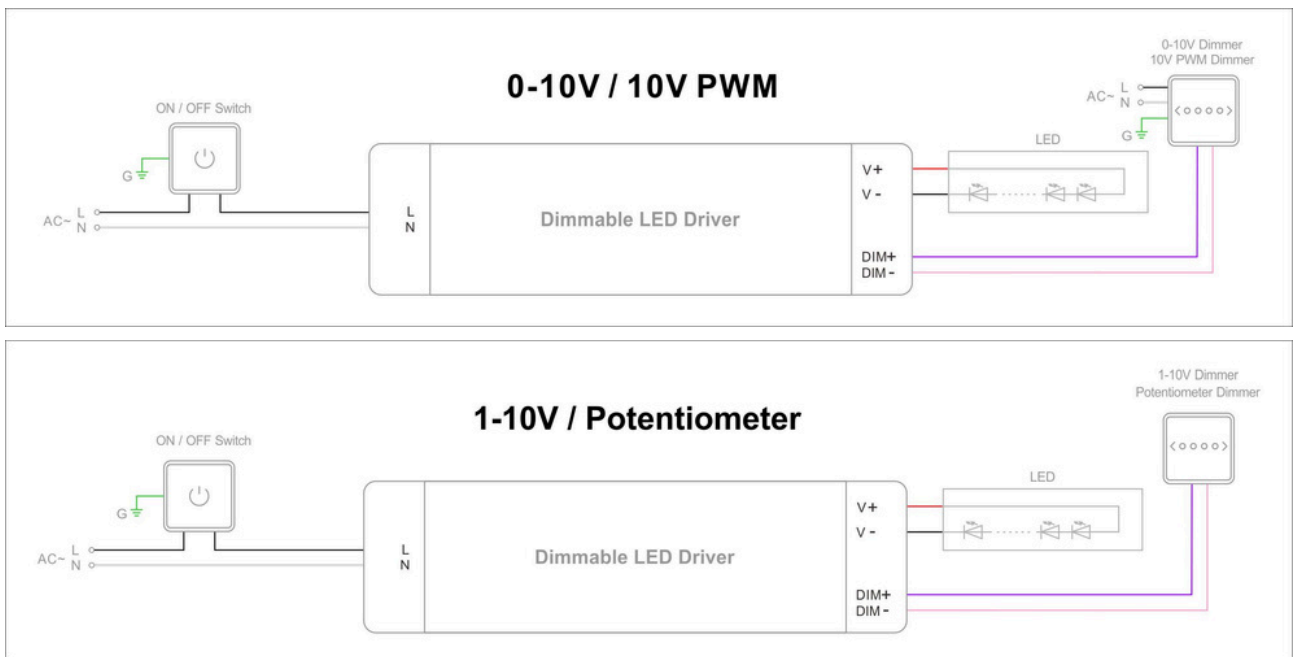 0-10V Dimmer
10V PWM Dimmer
0-10V / 10V PWM
ON / OFF Switch
AC~ L
N
G
LED
G
AC~ L
N
L
N
Dimmable LED Driver
V+
V -
DIM+
DIM -
1-10V Dimmer
Potentiometer Dimmer
1-10V / Potentiometer
ON / OFF Switch
LED
G
AC~ L
N
L
N
Dimmable LED Driver
V+
V -
DIM+
DIM -